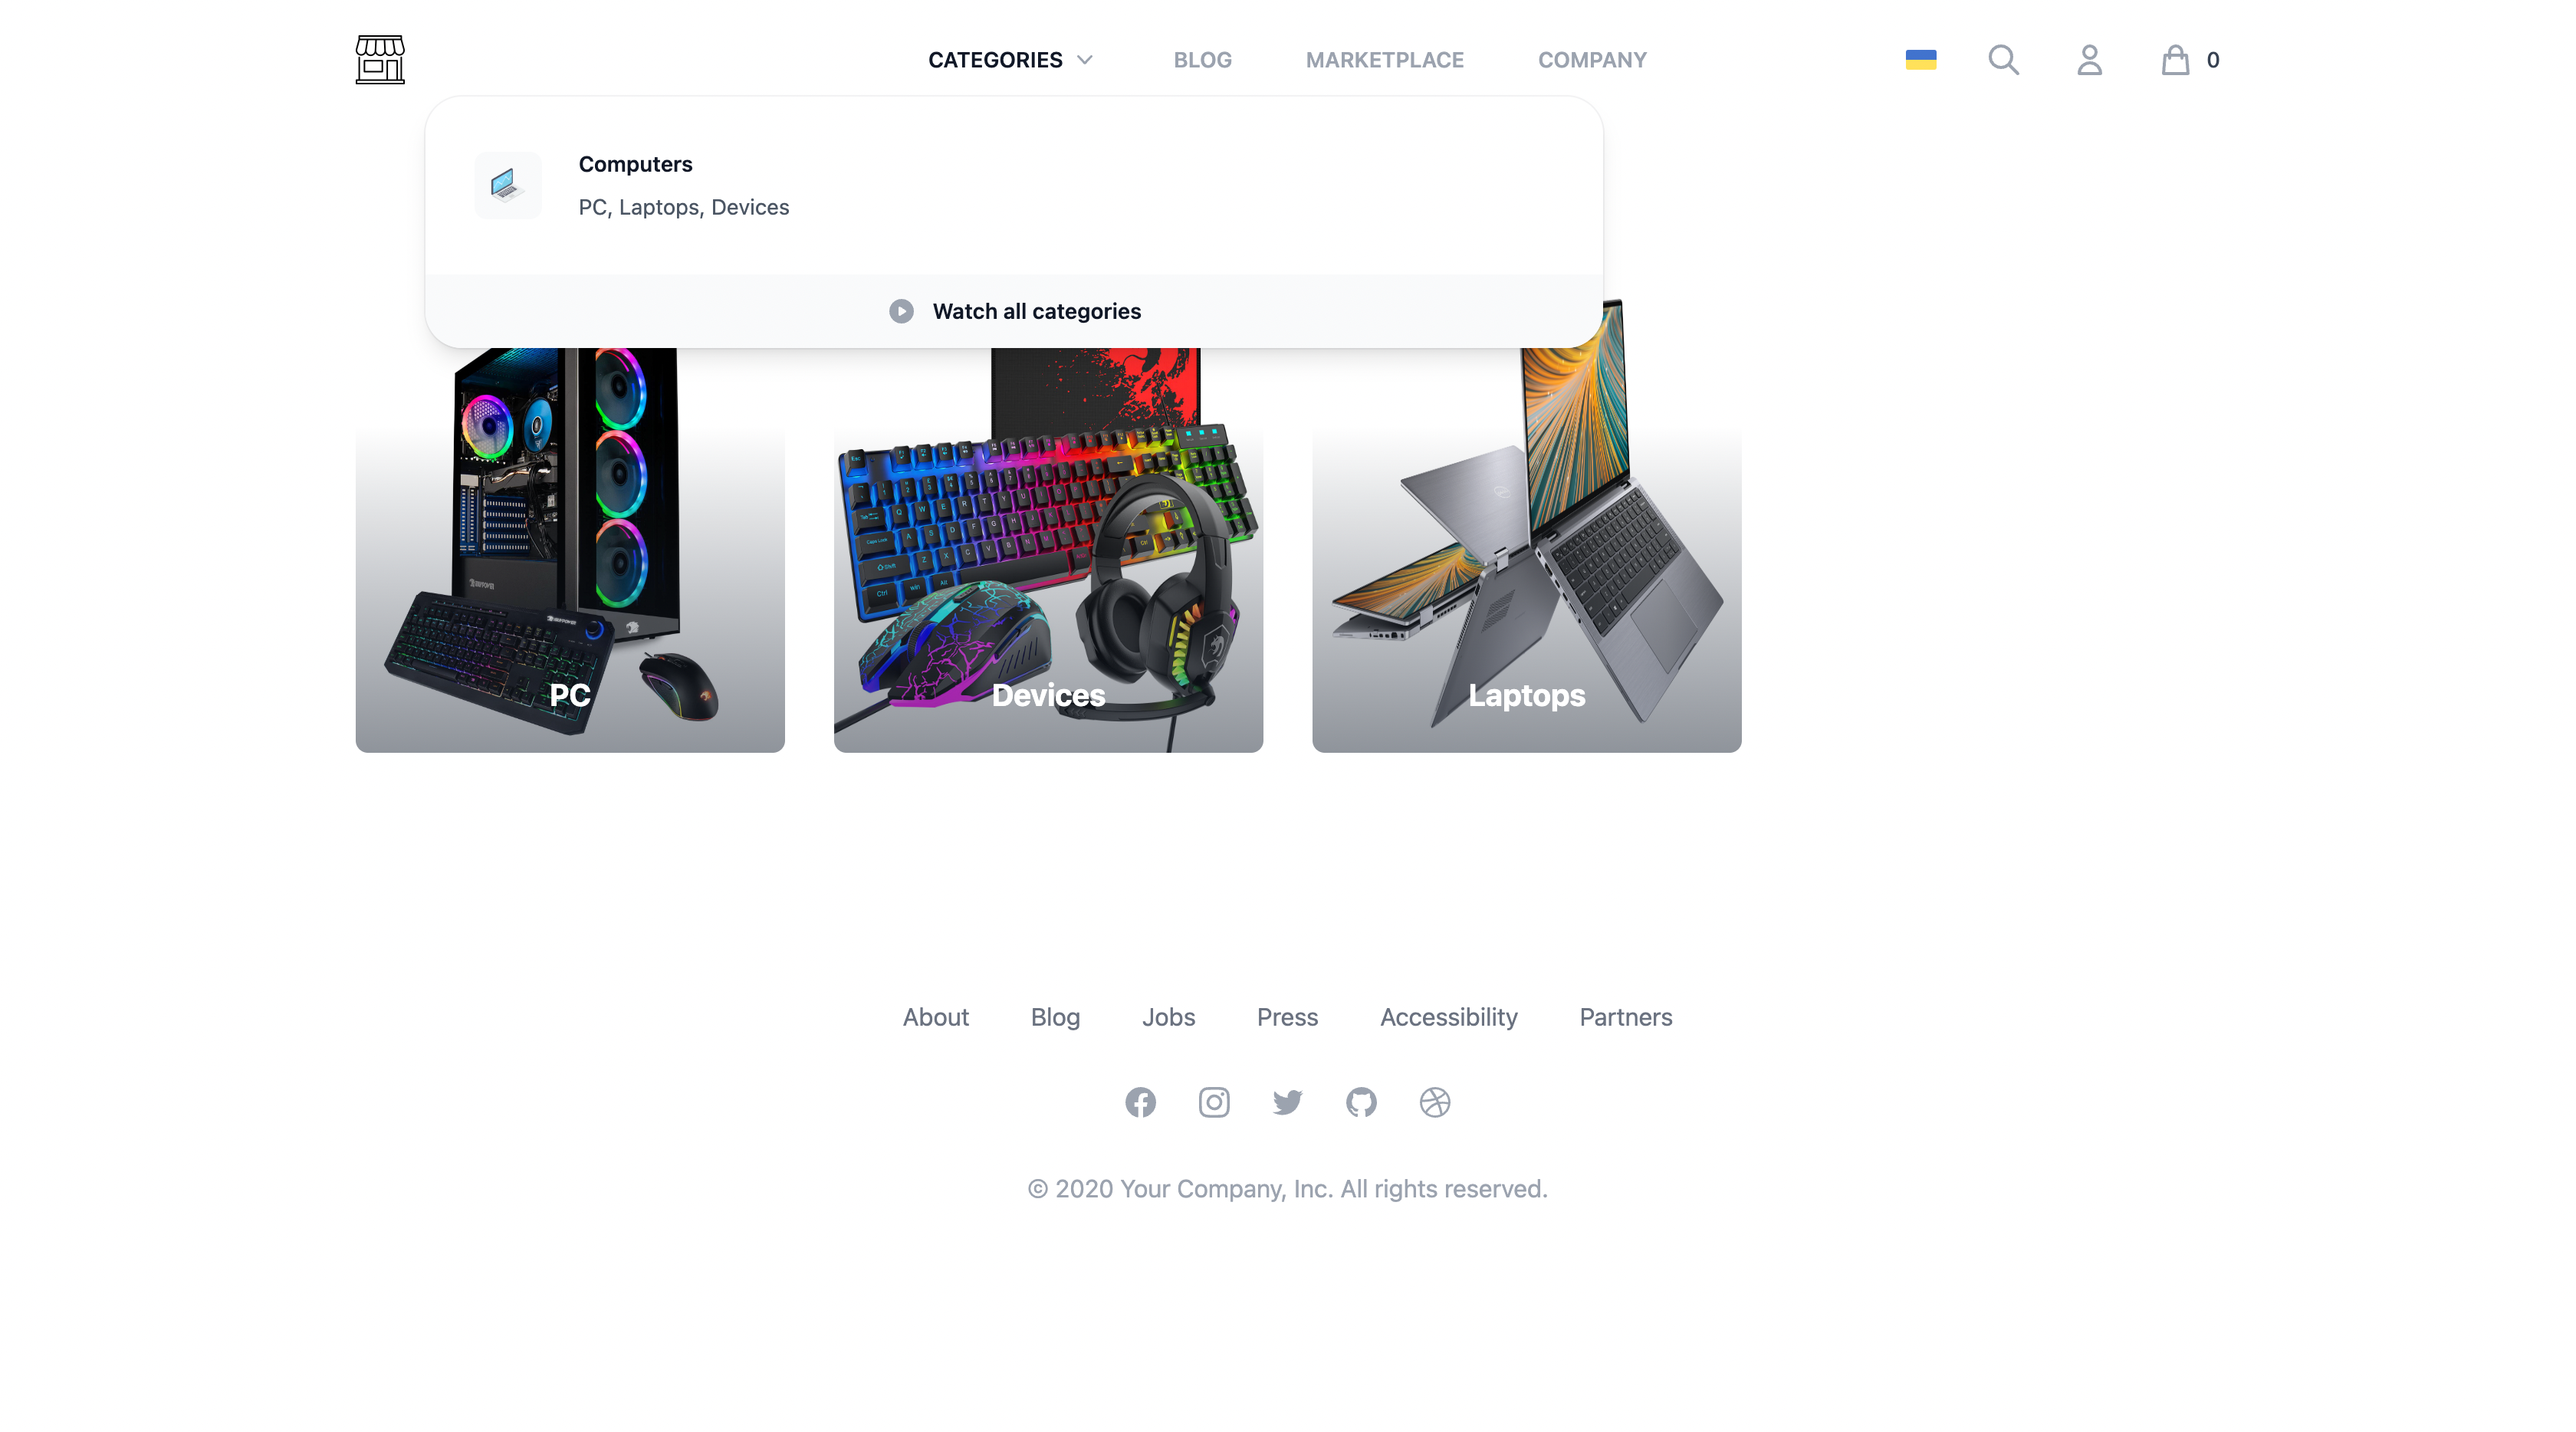 CATEGORIES BLOG MARKETPLACE COMPANY 0
Computers
PC, Laptops, Devices
Watch all categories
PC Devices Laptops
About Blog Jobs Press Accessibility Partners
© 2020 Your Company, Inc. All rights reserved.